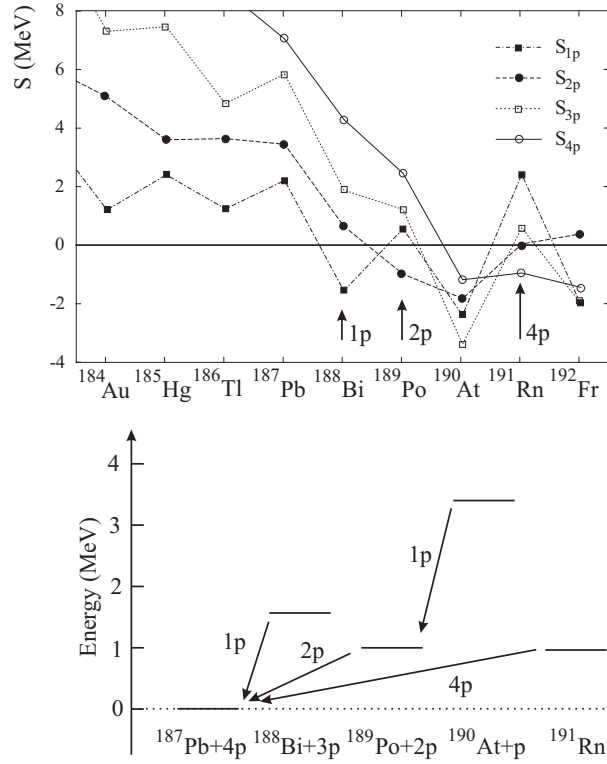 S (MeV)
8
6
4
2
0
-2
-4
S1p
S2p
S3p
S4p
1p
2p
4p
184Au 185Hg 186Tl 187Pb 188Bi 189Po 190At 191Rn 192Fr
Energy (MeV)
4
3
2
1
0
1p
1p
2p
4p
187Pb+4p 188Bi+3p 189Po+2p 190At+p 191Rn